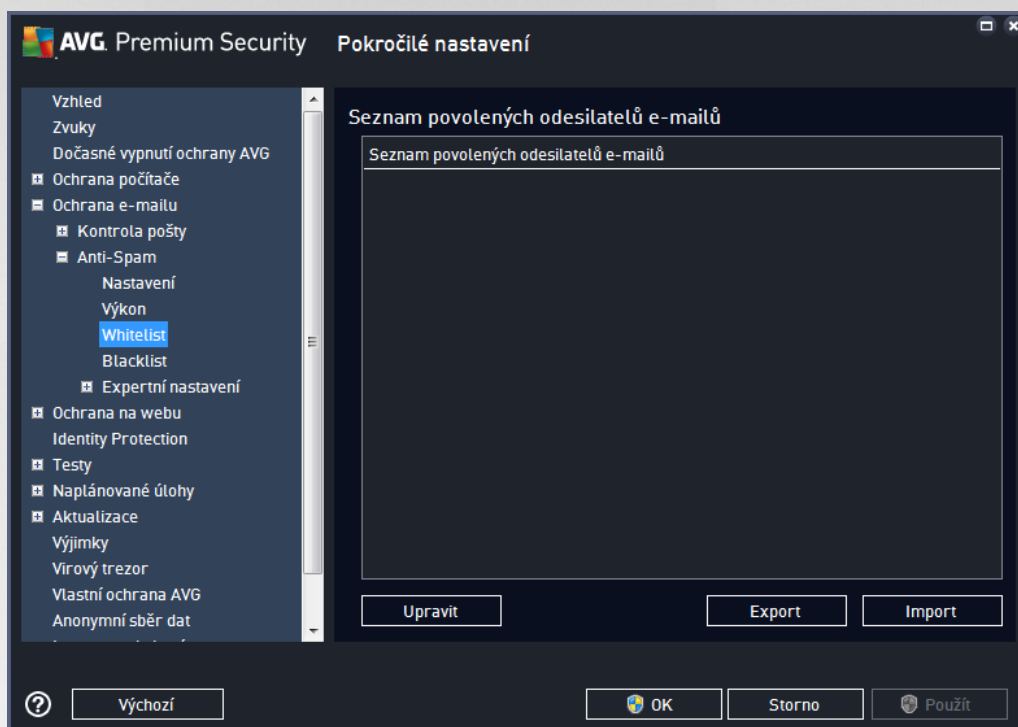 AVG. Premium Security
Pokročilé nastavení
Vzhled
Zvuky
Dočasné vypnutí ochrany AVG
Ochrana počítače
Ochrana e-mailu
Kontrola pošty
Anti-Spam
Nastavení
Výkon
Whitelist
Blacklist
Expertní nastavení
Ochrana na webu
Identity Protection
Testy
Naplánované úlohy
Aktualizace
Výjimky
Virový trezor
Vlastní ochrana AVG
Anonymní sběr dat
Seznam povolených odesilatelů e-mailů
Seznam povolených odesilatelů e-mailů
Upravit
Export
Import
Výchozí
OK
Storno
Použít